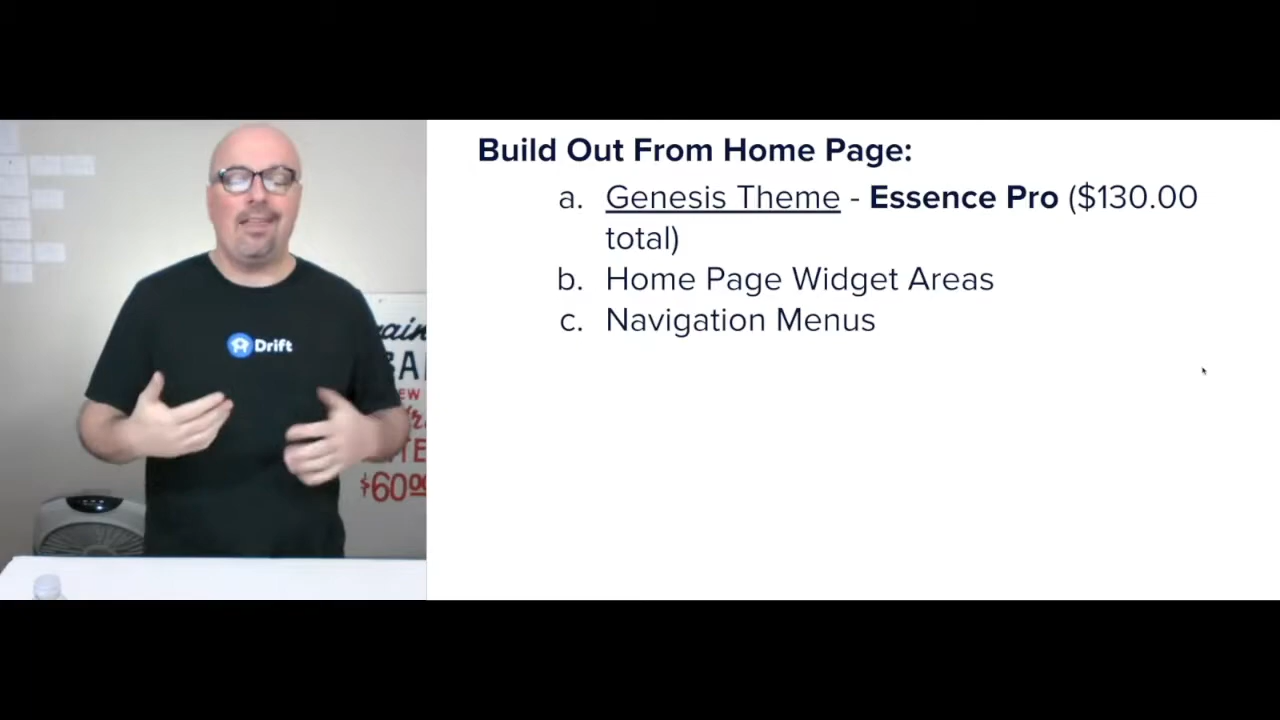 Build Out From Home Page:
a. Genesis Theme - Essence Pro ($130.00
total)
b. Home Page Widget Areas
c. Navigation Menus
Drift
$6000